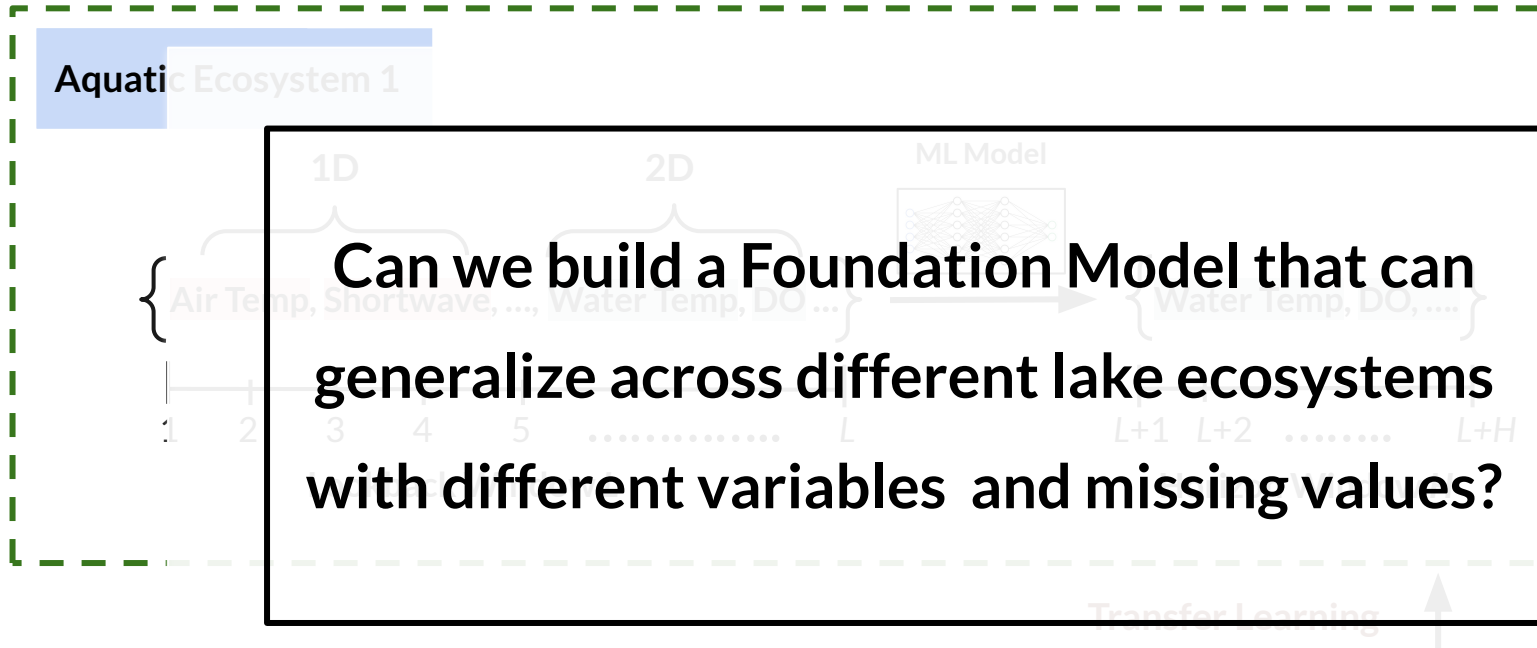 Aquatic Ecosystem 1
1D
2D
ML Model
Can we build a Foundation Model that can
Air Temp, Shortwave, ..., Water Temp, DO ...
Water Temp, DO, ....
generalize across different lake ecosystems
1 2 3 4 5 .............. L
L+1 L+2 ........ L+H
with different variables and missing values?
Transfer Learning